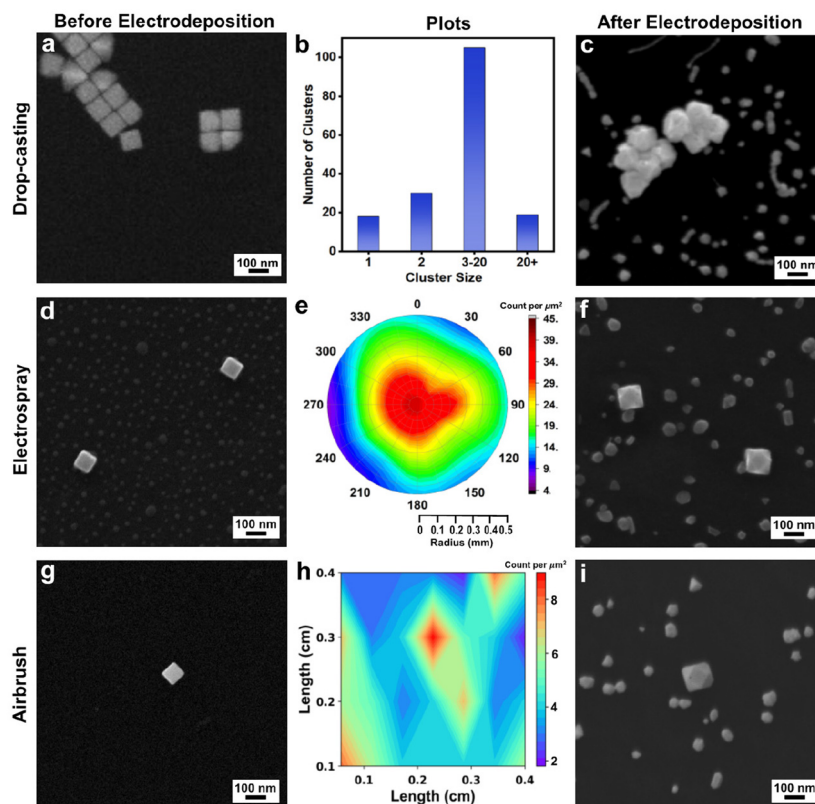 Before Electrodeposition
Plots
After Electrodeposition
Drop-casting
a
100 nm
b
Number of Clusters
100
80
60
40
20
0
1
2
3-20
20+
Cluster Size
c
100 nm
Electrospray
d
100 nm
e
Count per µm²
0
30
60
90
120
150
180
210
240
270
300
330
45
39
34
29
24
19
14
9.
4
0 0.1 0.2 0.3 0.40.5
Radius (mm)
f
100 nm
Airbrush
g
100 nm
h
Count per µm²
Length (cm)
0.4
0.3
0.2
0.1
0.1
0.2
0.3
0.4
Length (cm)
8
6
4
2
i
100 nm